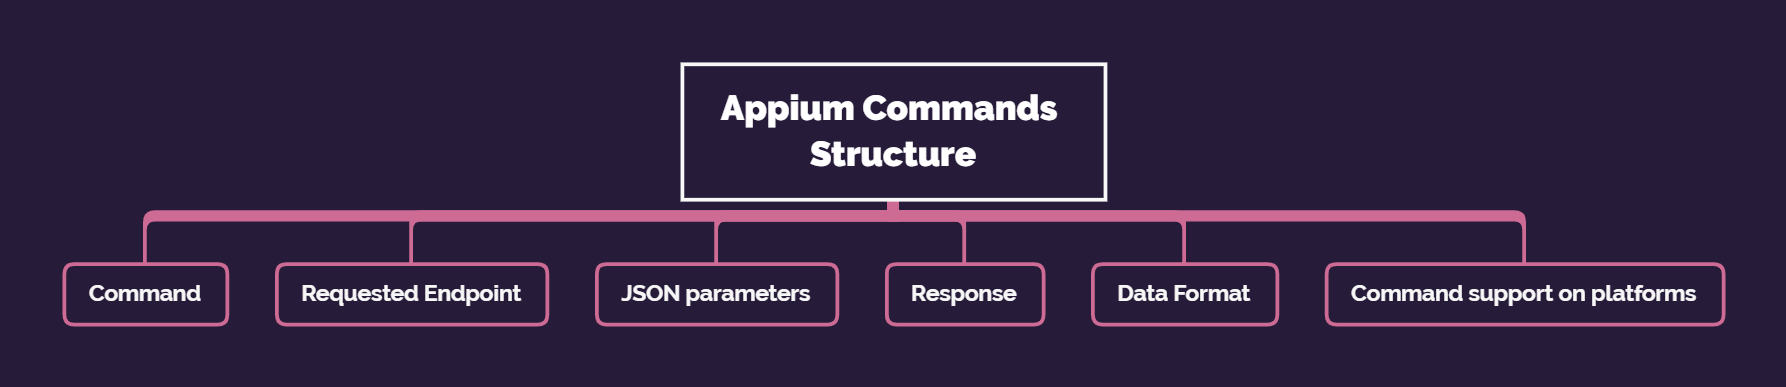 Appium Commands
Structure
Command
Requested Endpoint
JSON parameters
Response
Data Format
Command support on platforms